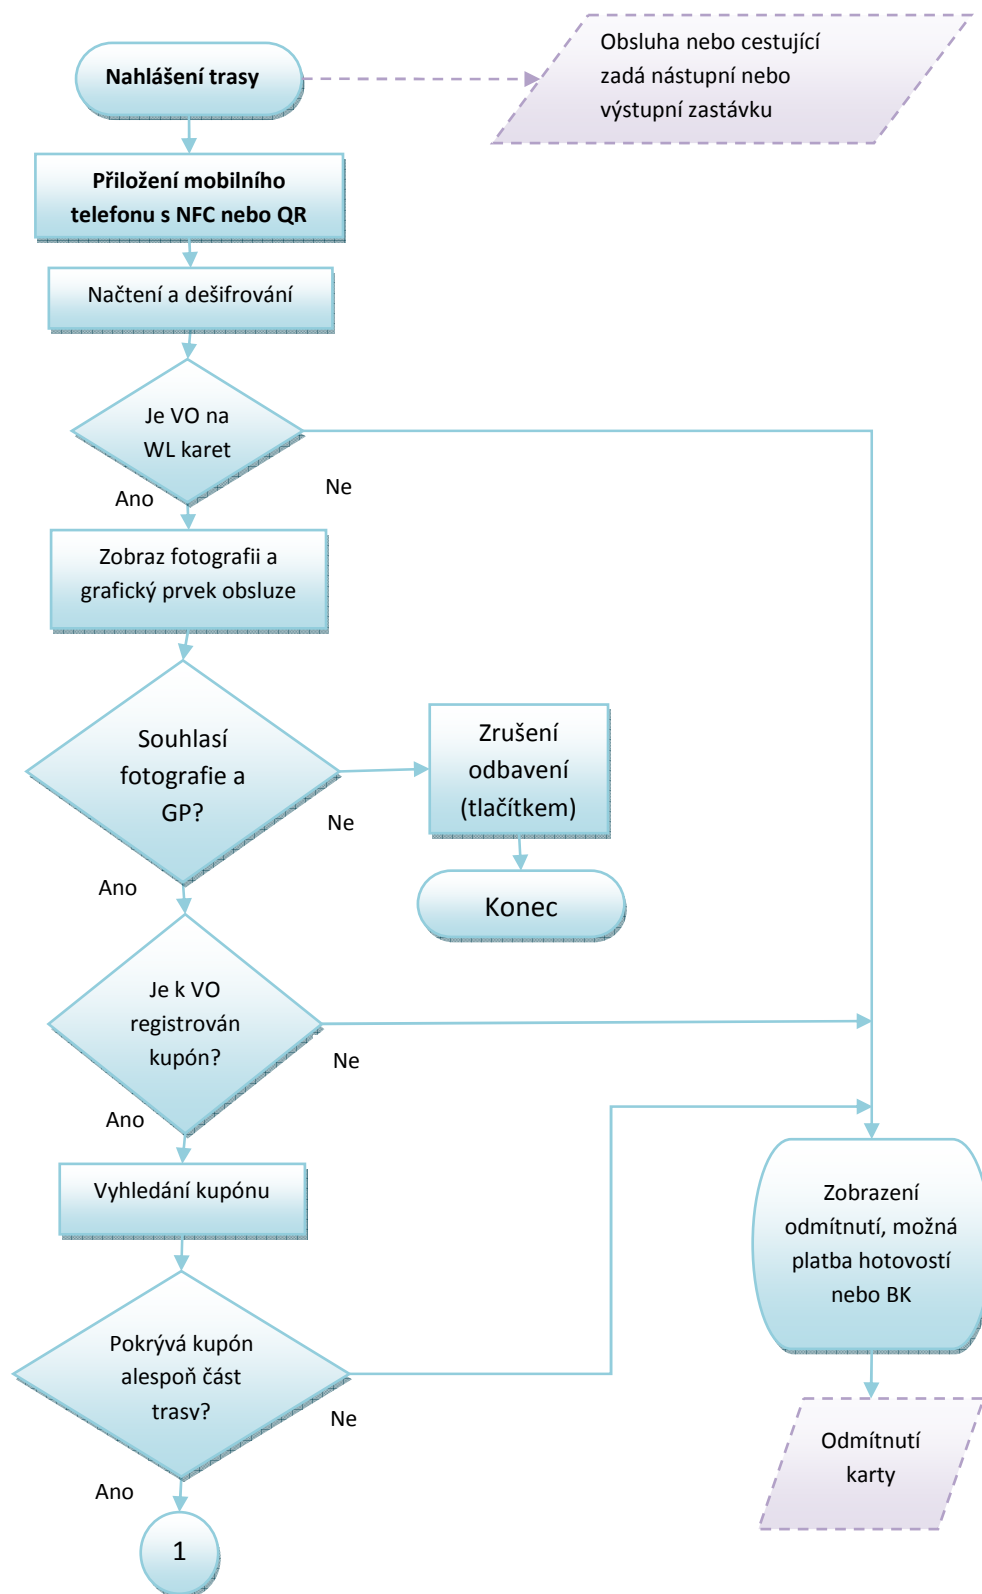 Nahlášení trasy
Obsluha nebo cestující
zadá nástupní nebo
výstupní zastávku
Přiložení mobilního
telefonu s NFC nebo QR
Načtení a dešifrování
Je VO na
WL karet
Ano
Ne
Zobraz fotografii a
grafický prvek obsluze
Souhlasí
fotografie a
GP?
Ne
Ano
Zrušení
odbavení
(tlačítkem)
Konec
Je k VO
registrován
kupón?
Ne
Ano
Vyhledání kupónu
Pokrývá kupón
alespoň část
trasy?
Ne
Ano
1
Zobrazení
odmítnutí, možná
platba hotovostí
nebo BK
Odmítnutí
karty